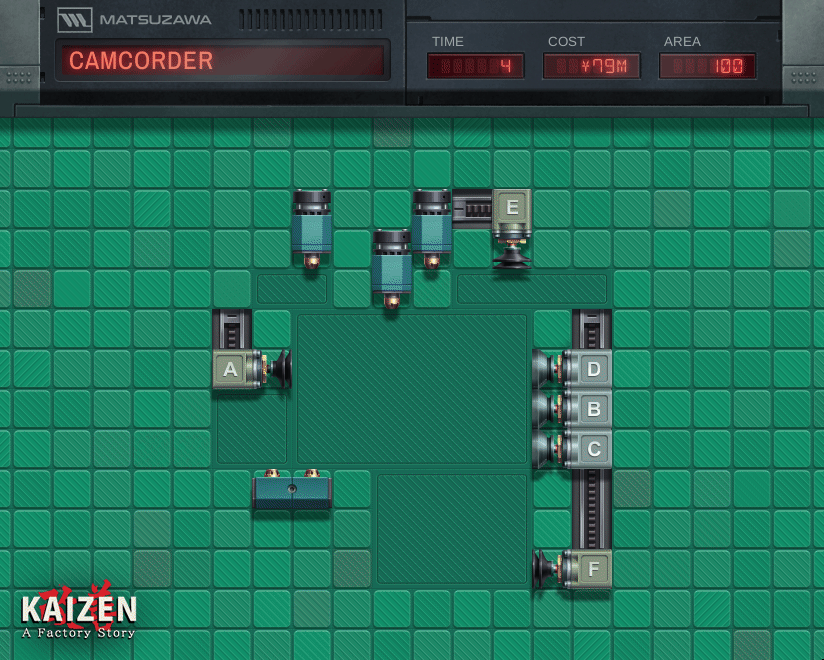 MATSUZAWA
CAMCORDER
TIME COST AREA
4 ¥79M 100
E
A D
B
C
F
KAIZEN
A Factory Story